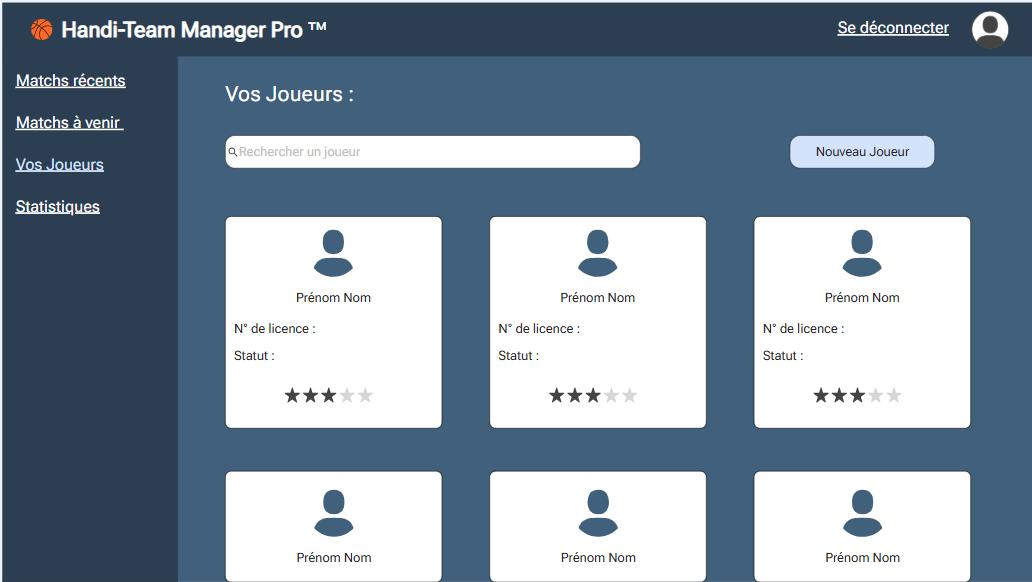 Handi-Team Manager Pro ™
Se déconnecter
Matchs récents
Matchs à venir
Vos Joueurs
Statistiques
Vos Joueurs :
Rechercher un joueur
Nouveau Joueur
Prénom Nom
N° de licence :
Statut :
Prénom Nom
N° de licence :
Statut :
Prénom Nom
N° de licence :
Statut :
Prénom Nom
Prénom Nom
Prénom Nom